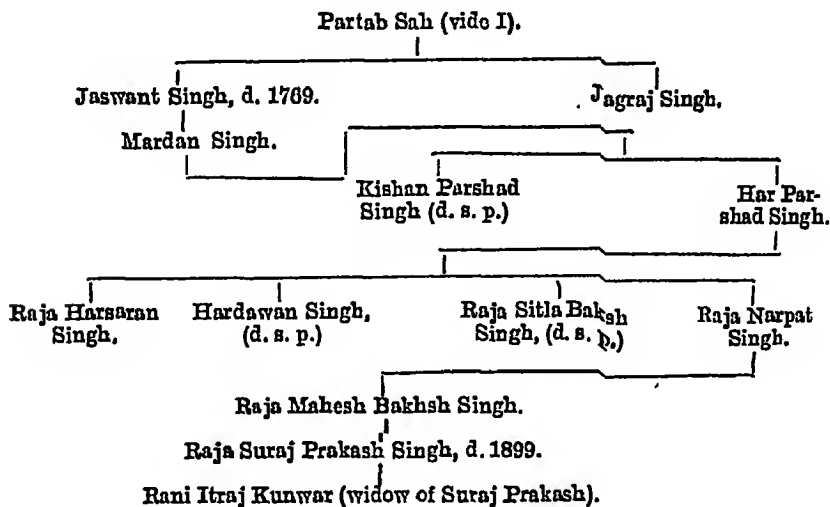 Partab Sah (vide I).
Jaswant Singh, d. 1769.
Jagraj Singh.
Mardan Singh.
Kishan Parshad
Singh (d. s. p.)
Har Par-
shad Singh.
Raja Harsaran
Singh.
Hardawan Singh,
(d. s. p.)
Raja Sitla Baksh
Singh, (d. s. p.)
Raja Narpat
Singh.
Raja Mahesh Bakhsh Singh.
Raja Suraj Prakash Singh, d. 1899.
Rani Itraj Kunwar (widow of Suraj Prakash).